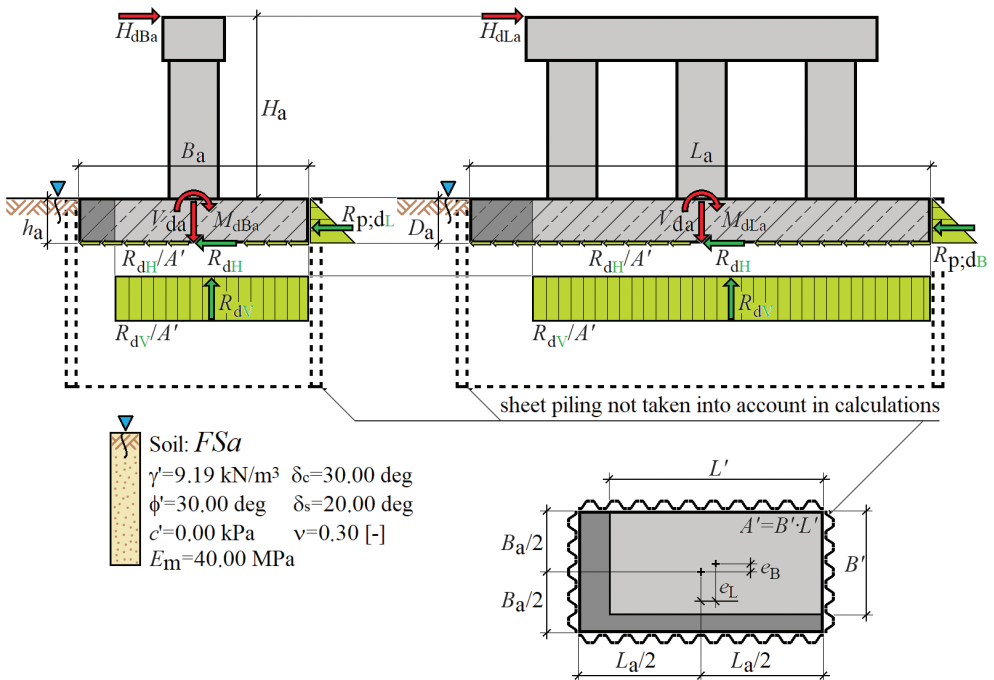 HdBa
HdLa
Ha
Ba
La
ha
Vda
MdBa
Rp;dL
Da
Vda
MdLa
RdH/A'
RdH
RdH/A'
RdH
Rp;dB
RdV
RdV
RdV/A'
RdV/A'
sheet piling not taken into account in calculations
Soil: FSa
γ'=9.19 kN/m³ δc=30.00 deg
ϕ'=30.00 deg δs=20.00 deg
c'=0.00 kPa ν=0.30 [-]
Em=40.00 MPa
L'
A'=B'·L'
Ba/2
eB
B'
eL
Ba/2
La/2
La/2